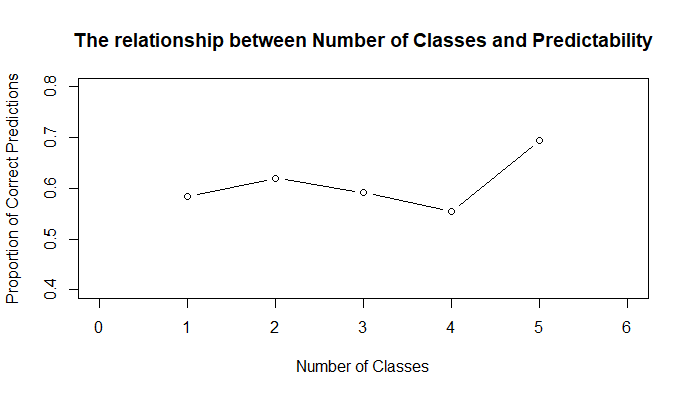 The relationship between Number of Classes and Predictability
Proportion of Correct Predictions
0.8
0.7
0.6
0.5
0.4
0 1 2 3 4 5 6
Number of Classes